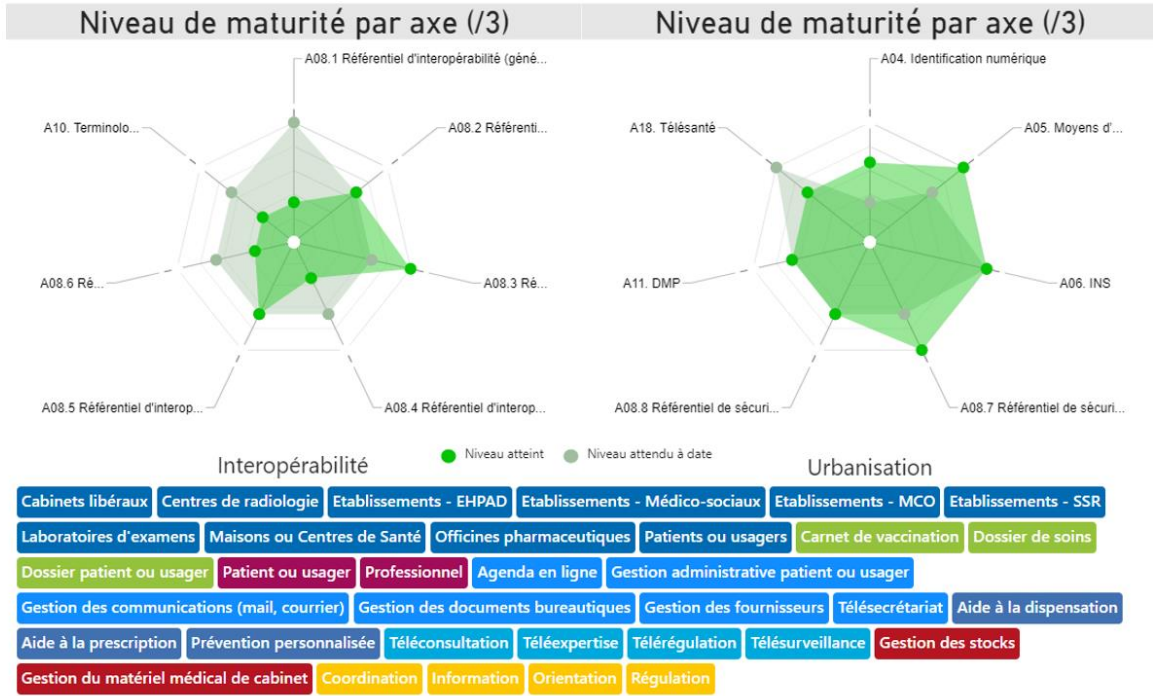 Niveau de maturité par axe (/3)
Niveau de maturité par axe (/3)
A08.1 Référentiel d'interopérabilité (géné...
A10. Terminolo...
A08.2 Référenti...
A08.6 Ré...
A08.3 Ré...
A08.5 Référentiel d'interop...
A08.4 Référentiel d'interop...
A04. Identification numérique
A18. Télésanté
A05. Moyens d'...
A11. DMP
A06. INS
A08.8 Référentiel de sécuri...
A08.7 Référentiel de sécuri...
Interopérabilité
Niveau atteint
Niveau attendu à date
Urbanisation
Cabinets libéraux Centres de radiologie Etablissements - EHPAD Etablissements - Médico-sociaux Etablissements - MCO Etablissements - SSR
Laboratoires d'examens Maisons ou Centres de Santé Officines pharmaceutiques Patients ou usagers Carnet de vaccination Dossier de soins
Dossier patient ou usager Patient ou usager Professionnel Agenda en ligne Gestion administrative patient ou usager
Gestion des communications (mail, courrier) Gestion des documents bureautiques Gestion des fournisseurs Télésecrétariat Aide à la dispensation
Aide à la prescription Prévention personnalisée Téléconsultation Téléexpertise Télérégulation Télésurveillance Gestion des stocks
Gestion du matériel médical de cabinet Coordination Information Orientation Régulation